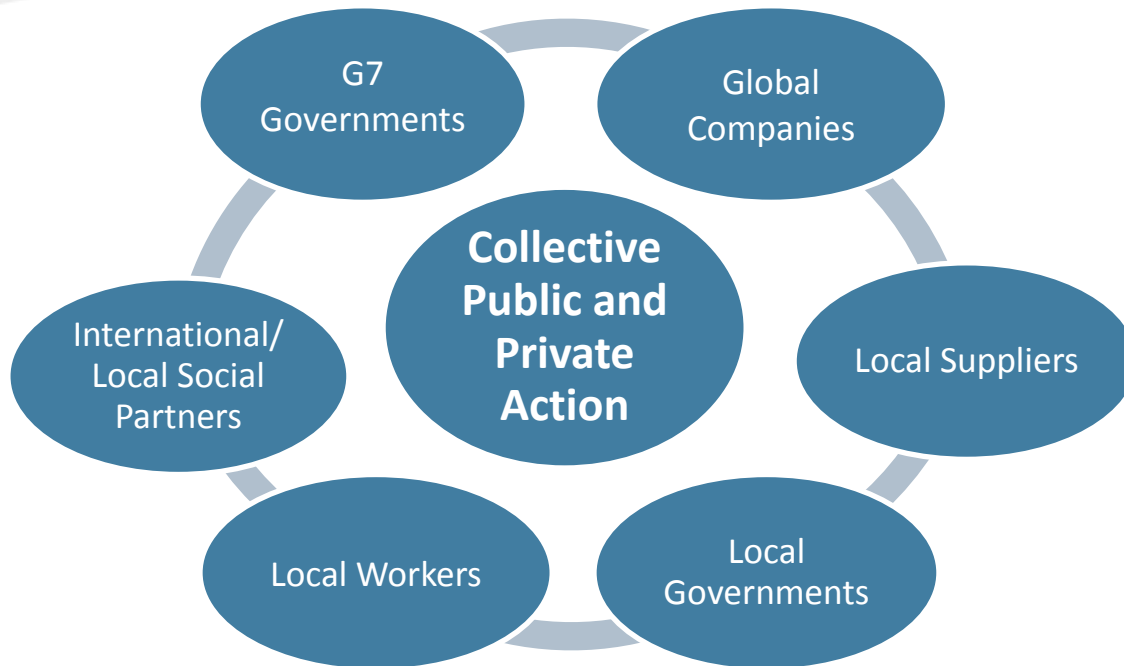 G7
Governments
Global
Companies
Collective
Public and
Private
Action
Local Suppliers
International/
Local Social
Partners
Local Workers
Local
Governments